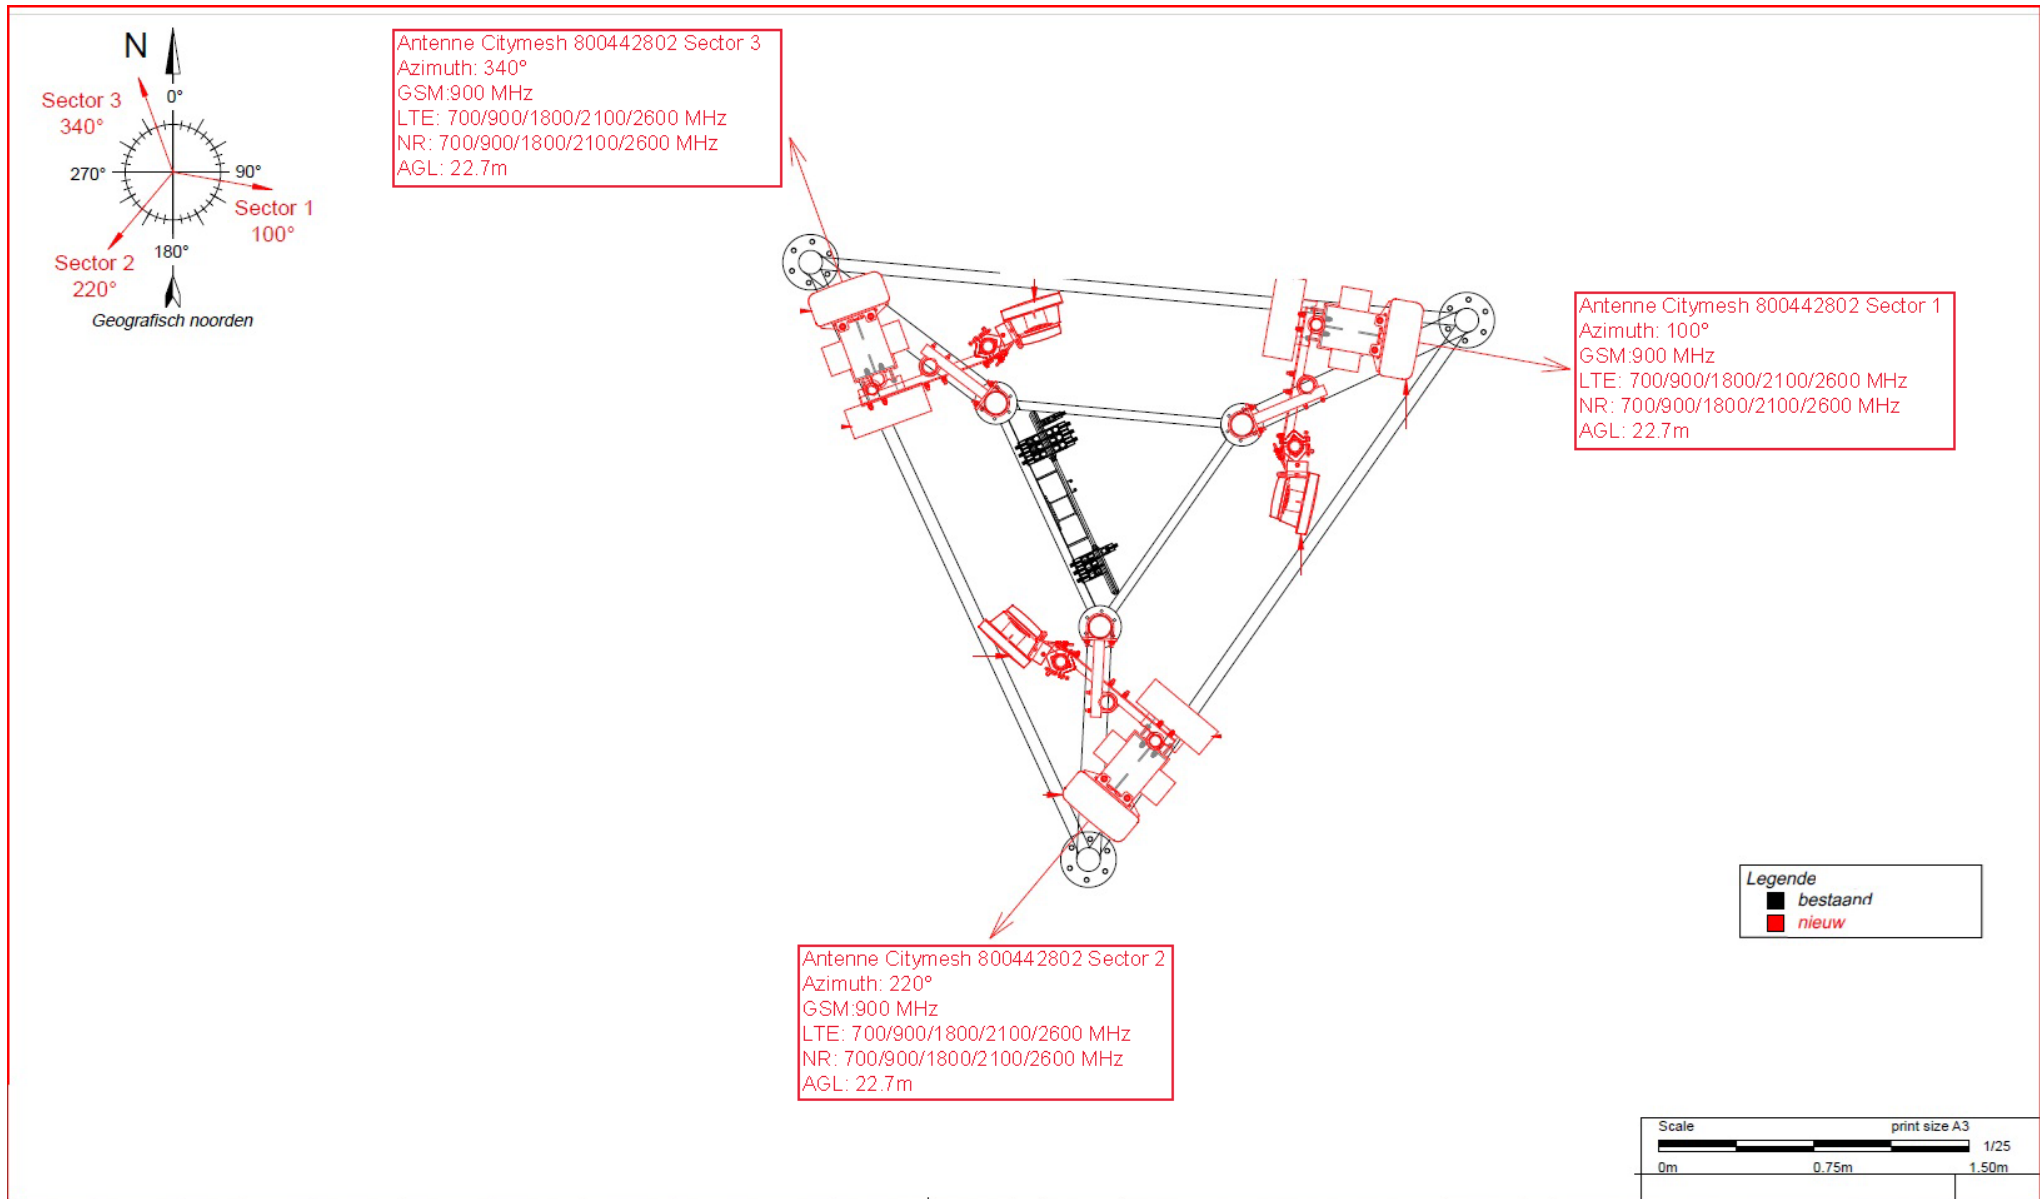 N
0°
Sector 3
340°
270°
90°
Sector 1
100°
180°
Sector 2
220°
Geografisch noorden
Antenne Citymesh 800442802 Sector 3
Azimuth: 340°
GSM:900 MHz
LTE: 700/900/1800/2100/2600 MHz
NR: 700/900/1800/2100/2600 MHz
AGL: 22.7m
Antenne Citymesh 800442802 Sector 1
Azimuth: 100°
GSM:900 MHz
LTE: 700/900/1800/2100/2600 MHz
NR: 700/900/1800/2100/2600 MHz
AGL: 22.7m
Antenne Citymesh 800442802 Sector 2
Azimuth: 220°
GSM:900 MHz
LTE: 700/900/1800/2100/2600 MHz
NR: 700/900/1800/2100/2600 MHz
AGL: 22.7m
Legende
bestaand
nieuw
Scale print size A3
1/25
0m 0.75m 1.50m